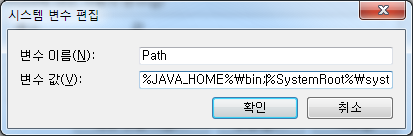 시스템 변수 편집
변수 이름(N): Path
변수 값(V): %JAVA_HOME%₩bin;%SystemRoot%₩syst
확인 취소